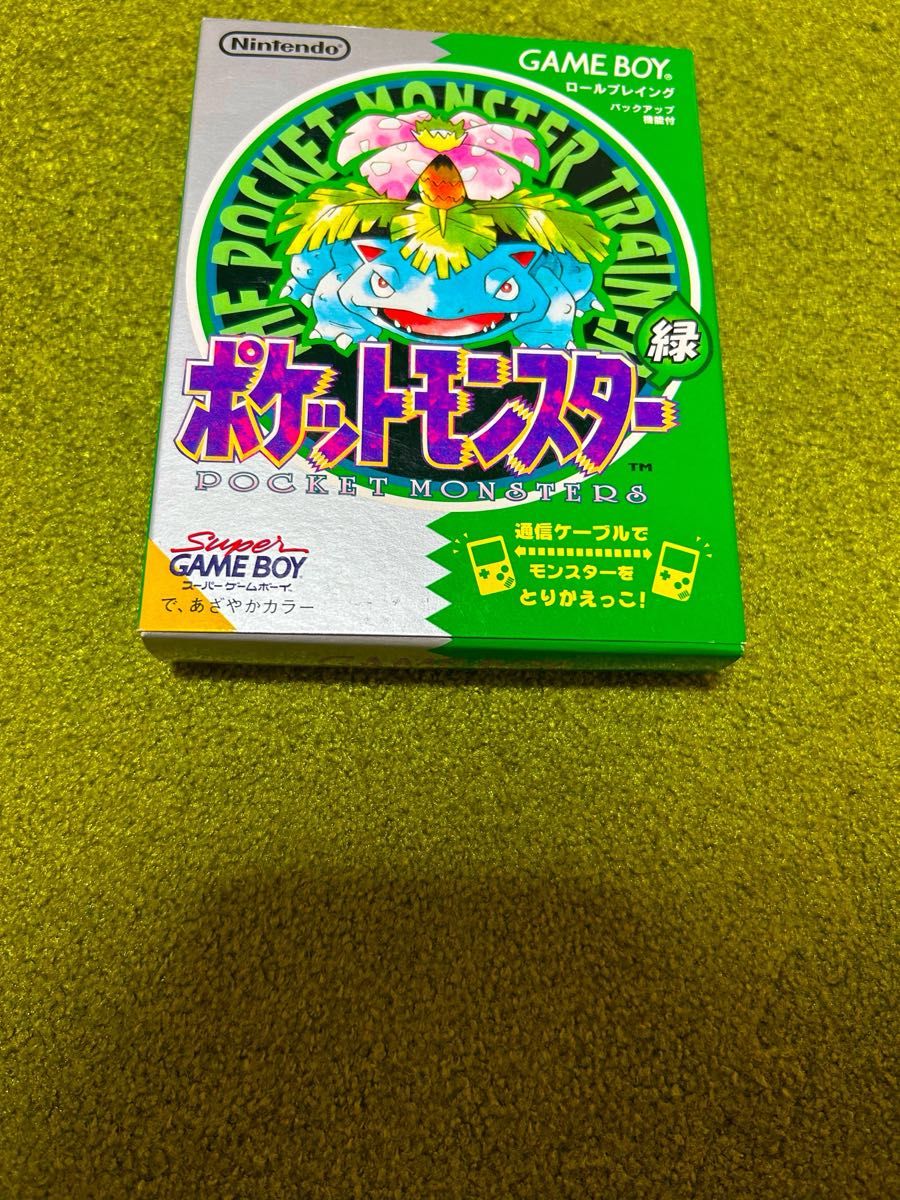 Nintendo
GAME BOY
ロールプレイング
バックアップ
機能付
THE POCKET MONSTER TRAINER
緑
ポケットモンスター
TM
POCKET MONSTERS
通信ケーブルで
モンスターを
とりかえっこ!
Super
GAME BOY
スーパーゲームボーイ
で、あざやかカラー